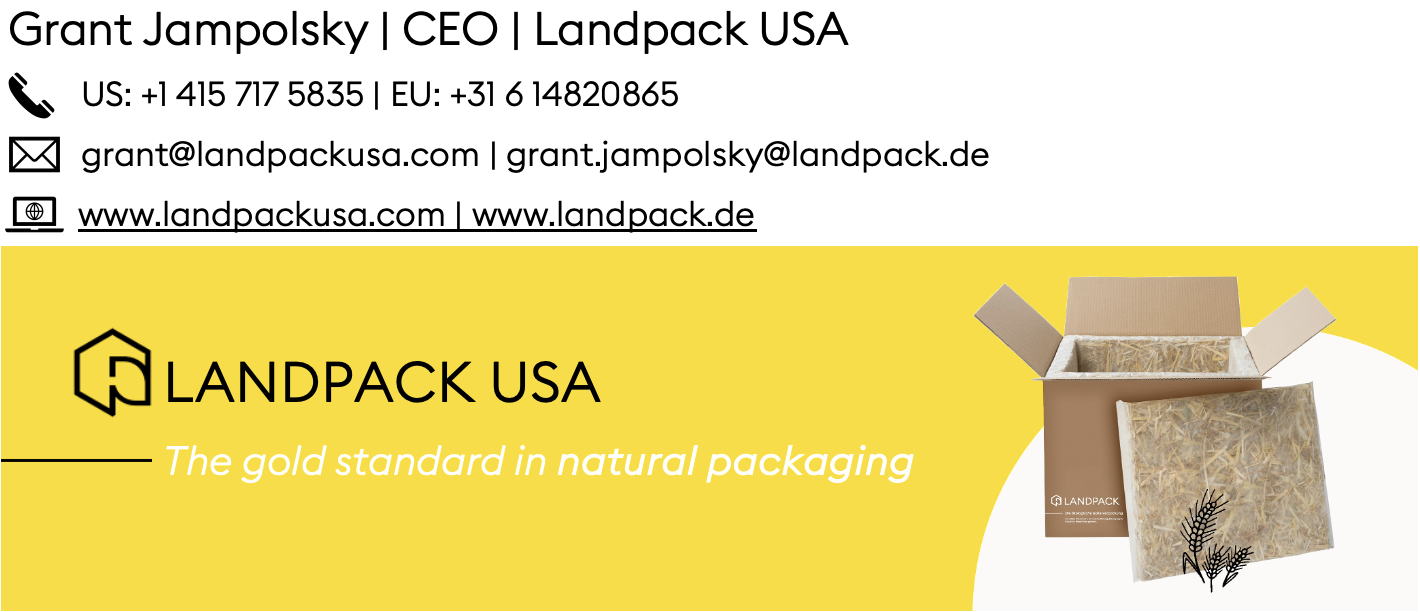 Grant Jampolsky | CEO | Landpack USA
US: +1 415 717 5835 | EU: +31 6 14820865
grant@landpackusa.com | grant.jampolsky@landpack.de
www.landpackusa.com | www.landpack.de
LANDPACK USA
The gold standard in natural packaging
LANDPACK